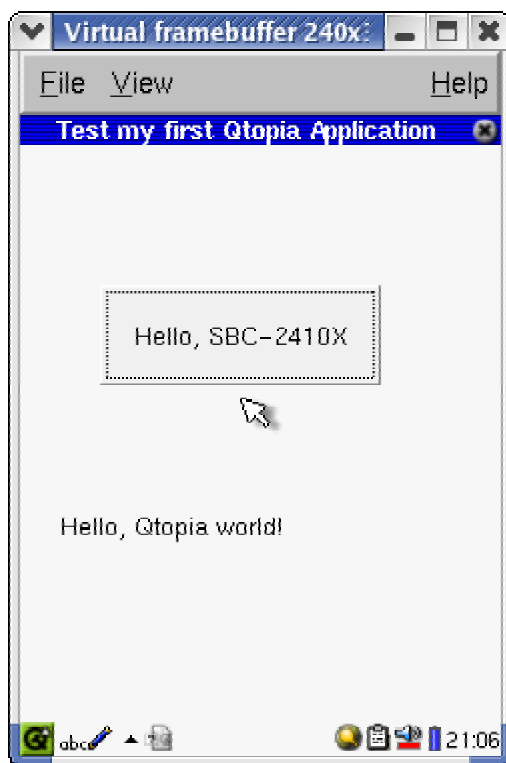 Virtual framebuffer 240x:
File View Help
Test my first Qtopia Application
Hello, SBC-2410X
Hello, Qtopia world!
abc 21:06